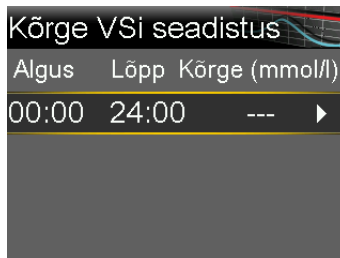 Kõrge VSi seadistus
Algus Lõpp Kõrge (mmol/l)
00:00 24:00 ---